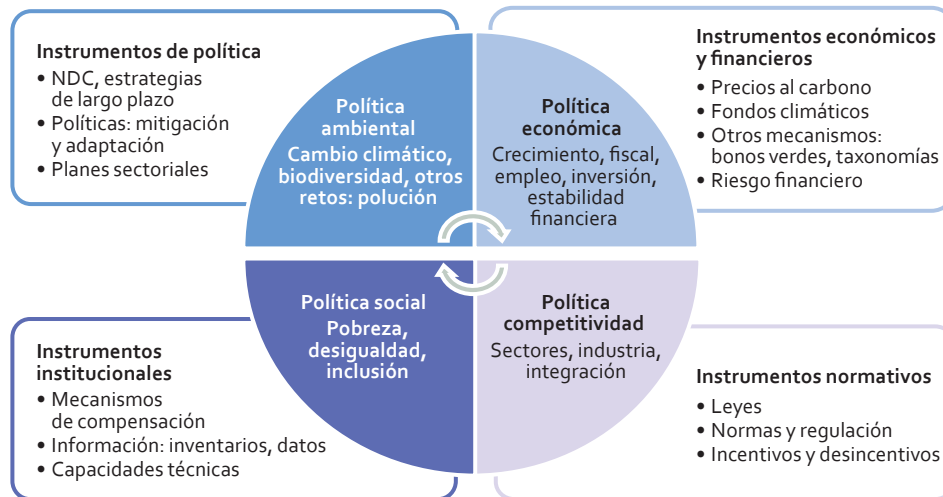 Instrumentos de política
• NDC, estrategias
de largo plazo
• Políticas: mitigación
y adaptación
• Planes sectoriales
Política
ambiental
Cambio climático,
biodiversidad, otros
retos: polución
Política
económica
Crecimiento, fiscal,
empleo, inversión,
estabilidad
financiera
Instrumentos económicos
y financieros
• Precios al carbono
• Fondos climáticos
• Otros mecanismos:
bonos verdes, taxonomías
• Riesgo financiero
Instrumentos
institucionales
• Mecanismos
de compensación
• Información: inventarios, datos
• Capacidades técnicas
Política social
Pobreza,
desigualdad,
inclusión
Política
competitividad
Sectores, industria,
integración
Instrumentos normativos
• Leyes
• Normas y regulación
• Incentivos y desincentivos